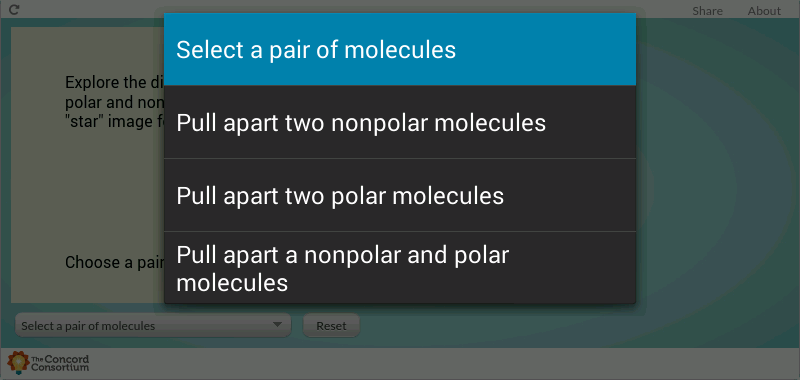 Share About
Select a pair of molecules
Explore the di
polar and non
"star" image fo
Pull apart two nonpolar molecules
Pull apart two polar molecules
Pull apart a nonpolar and polar
molecules
Choose a pair
Select a pair of molecules Reset
The Concord
Consortium